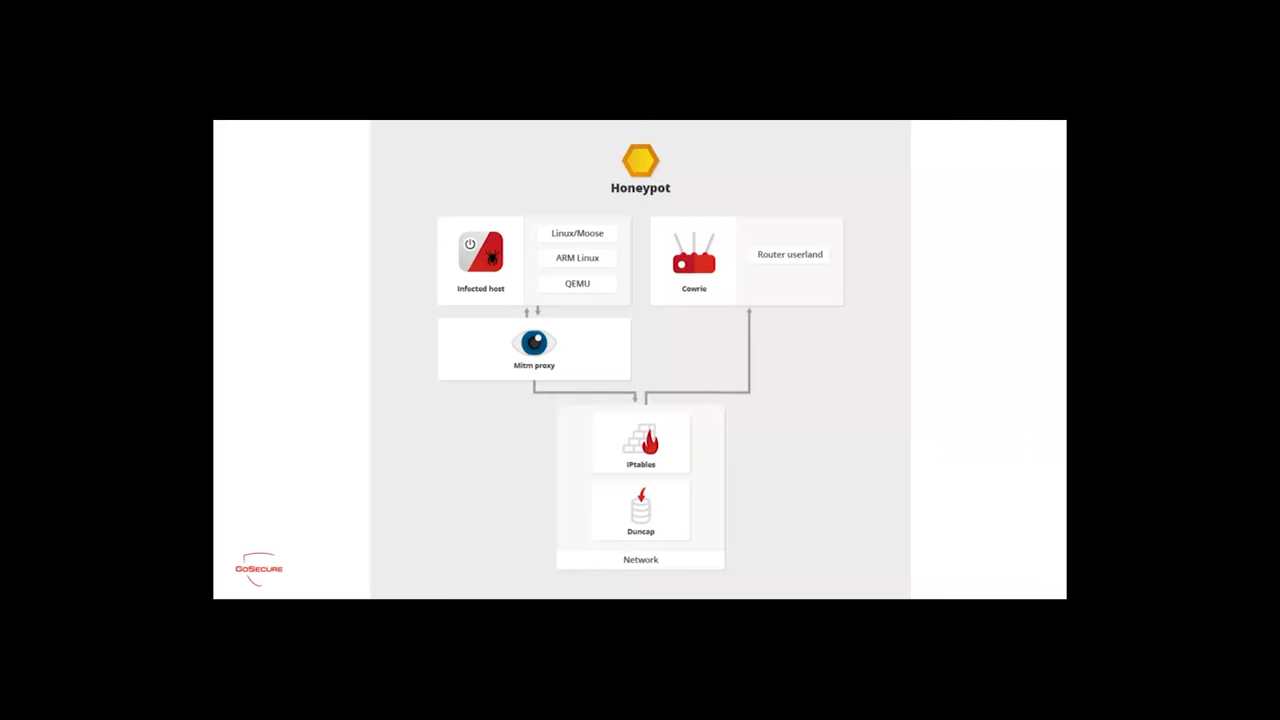 Honeypot
Linux/Moose
ARM Linux
QEMU
Infected host
Router userland
Cowrie
Mitm proxy
IPtables
Duncap
Network
GoSecure